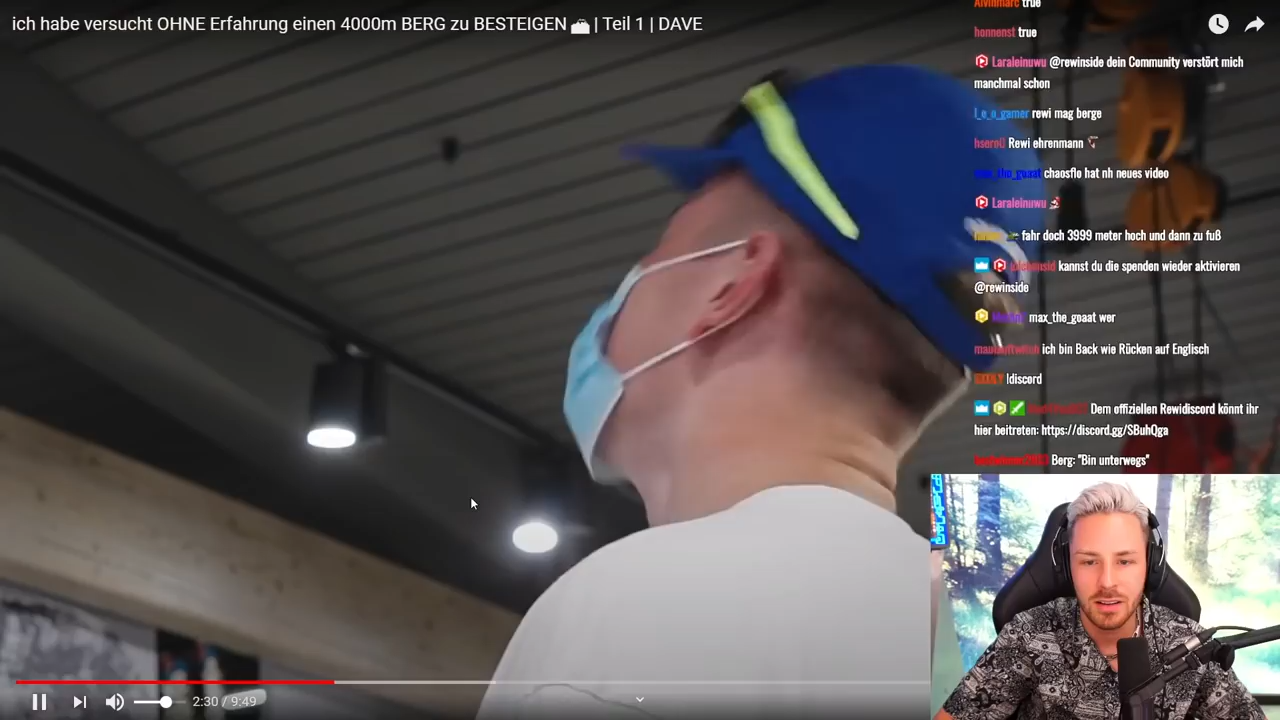 ich habe versucht OHNE Erfahrung einen 4000m BERG zu BESTEIGEN🏔 | Teil 1 | DAVE
Alvinmarc true
honnenst true
Laraleinuwu @rewinside dein Community verstört mich
manchmal schon
l_e_o_gamer rewi mag berge
hser0ü Rewi ehrenmann
max_the_goaat chaosflo hat nh neues video
Laraleinuwu
fahr doch 3999 meter hoch und dann zu fuß
kannst du die spenden wieder aktivieren
@rewinside
max_the_goaat wer
ich bin Back wie Rücken auf Englisch
!discord
Dem offiziellen Rewidiscord könnt ihr
hier beitreten: https://discord.gg/SBuhQga
Berg: "Bin unterwegs"
2:30 / 9:49